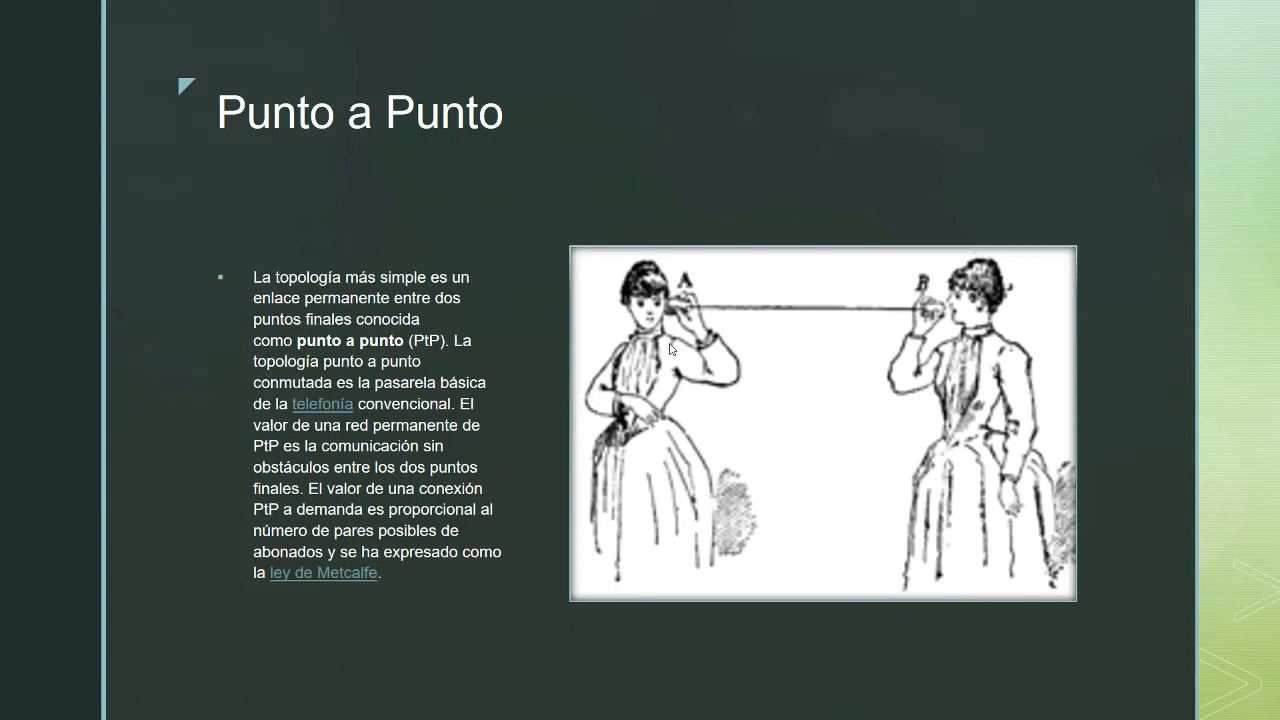 Punto a Punto
La topología más simple es un
enlace permanente entre dos
puntos finales conocida
como punto a punto (PtP). La
topología punto a punto
conmutada es la pasarela básica
de la telefonía convencional. El
valor de una red permanente de
PtP es la comunicación sin
obstáculos entre los dos puntos
finales. El valor de una conexión
PtP a demanda es proporcional al
número de pares posibles de
abonados y se ha expresado como
la ley de Metcalfe.
A
B